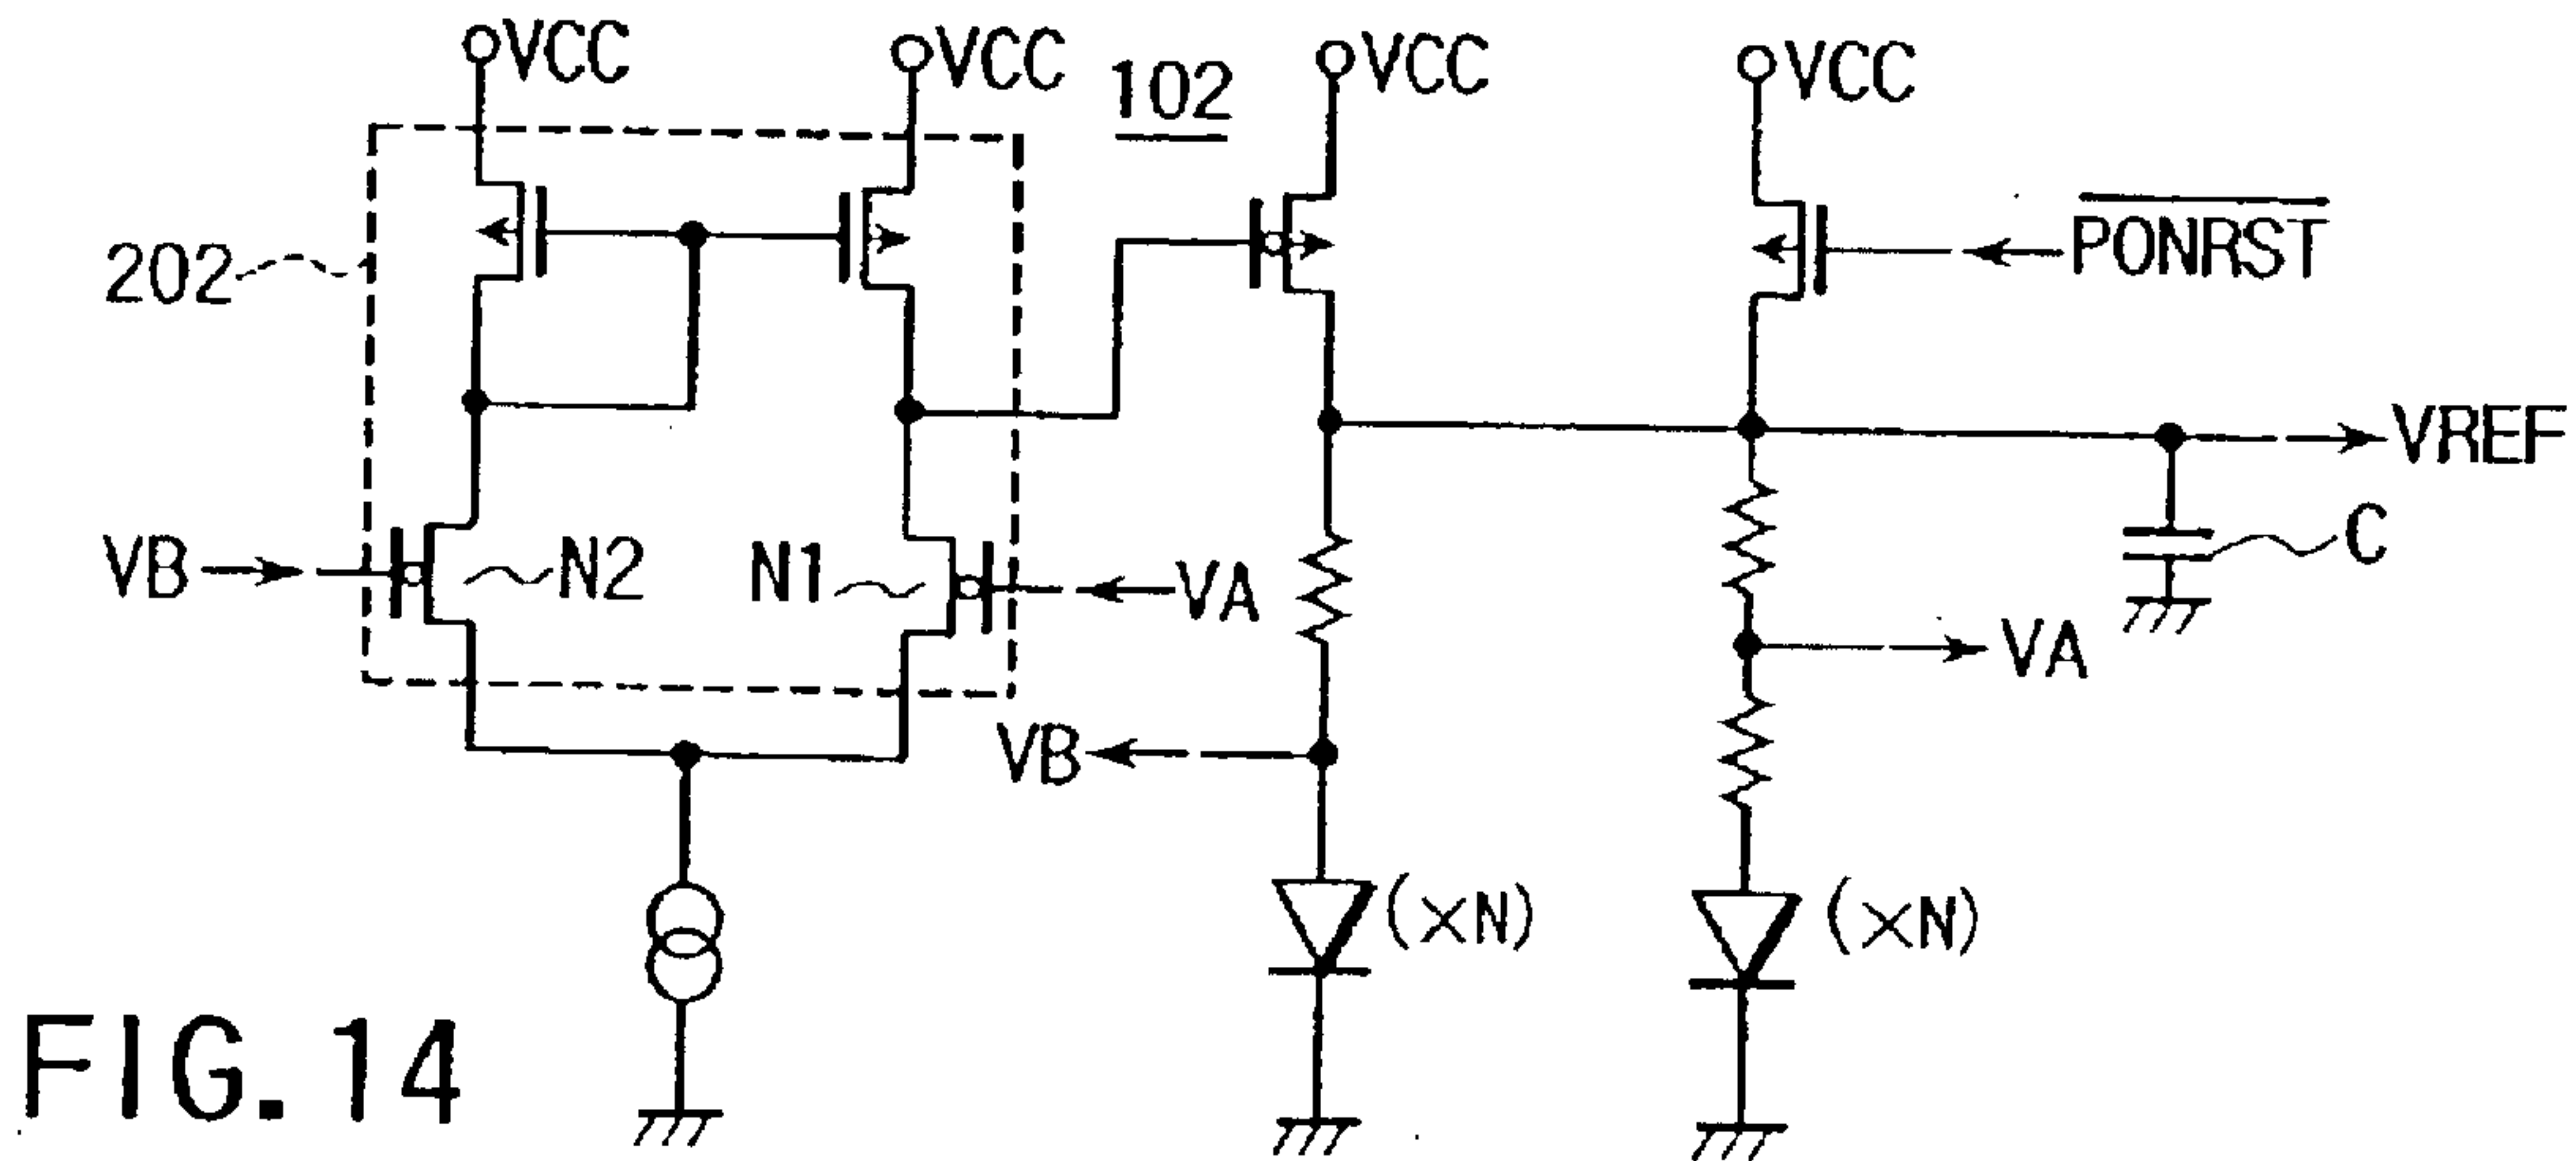 VCC
VCC
102
VCC
VCC
202
PONRST
VREF
C
VB
N2
N1
VA
VA
VB
(×N)
(×N)
FIG. 14